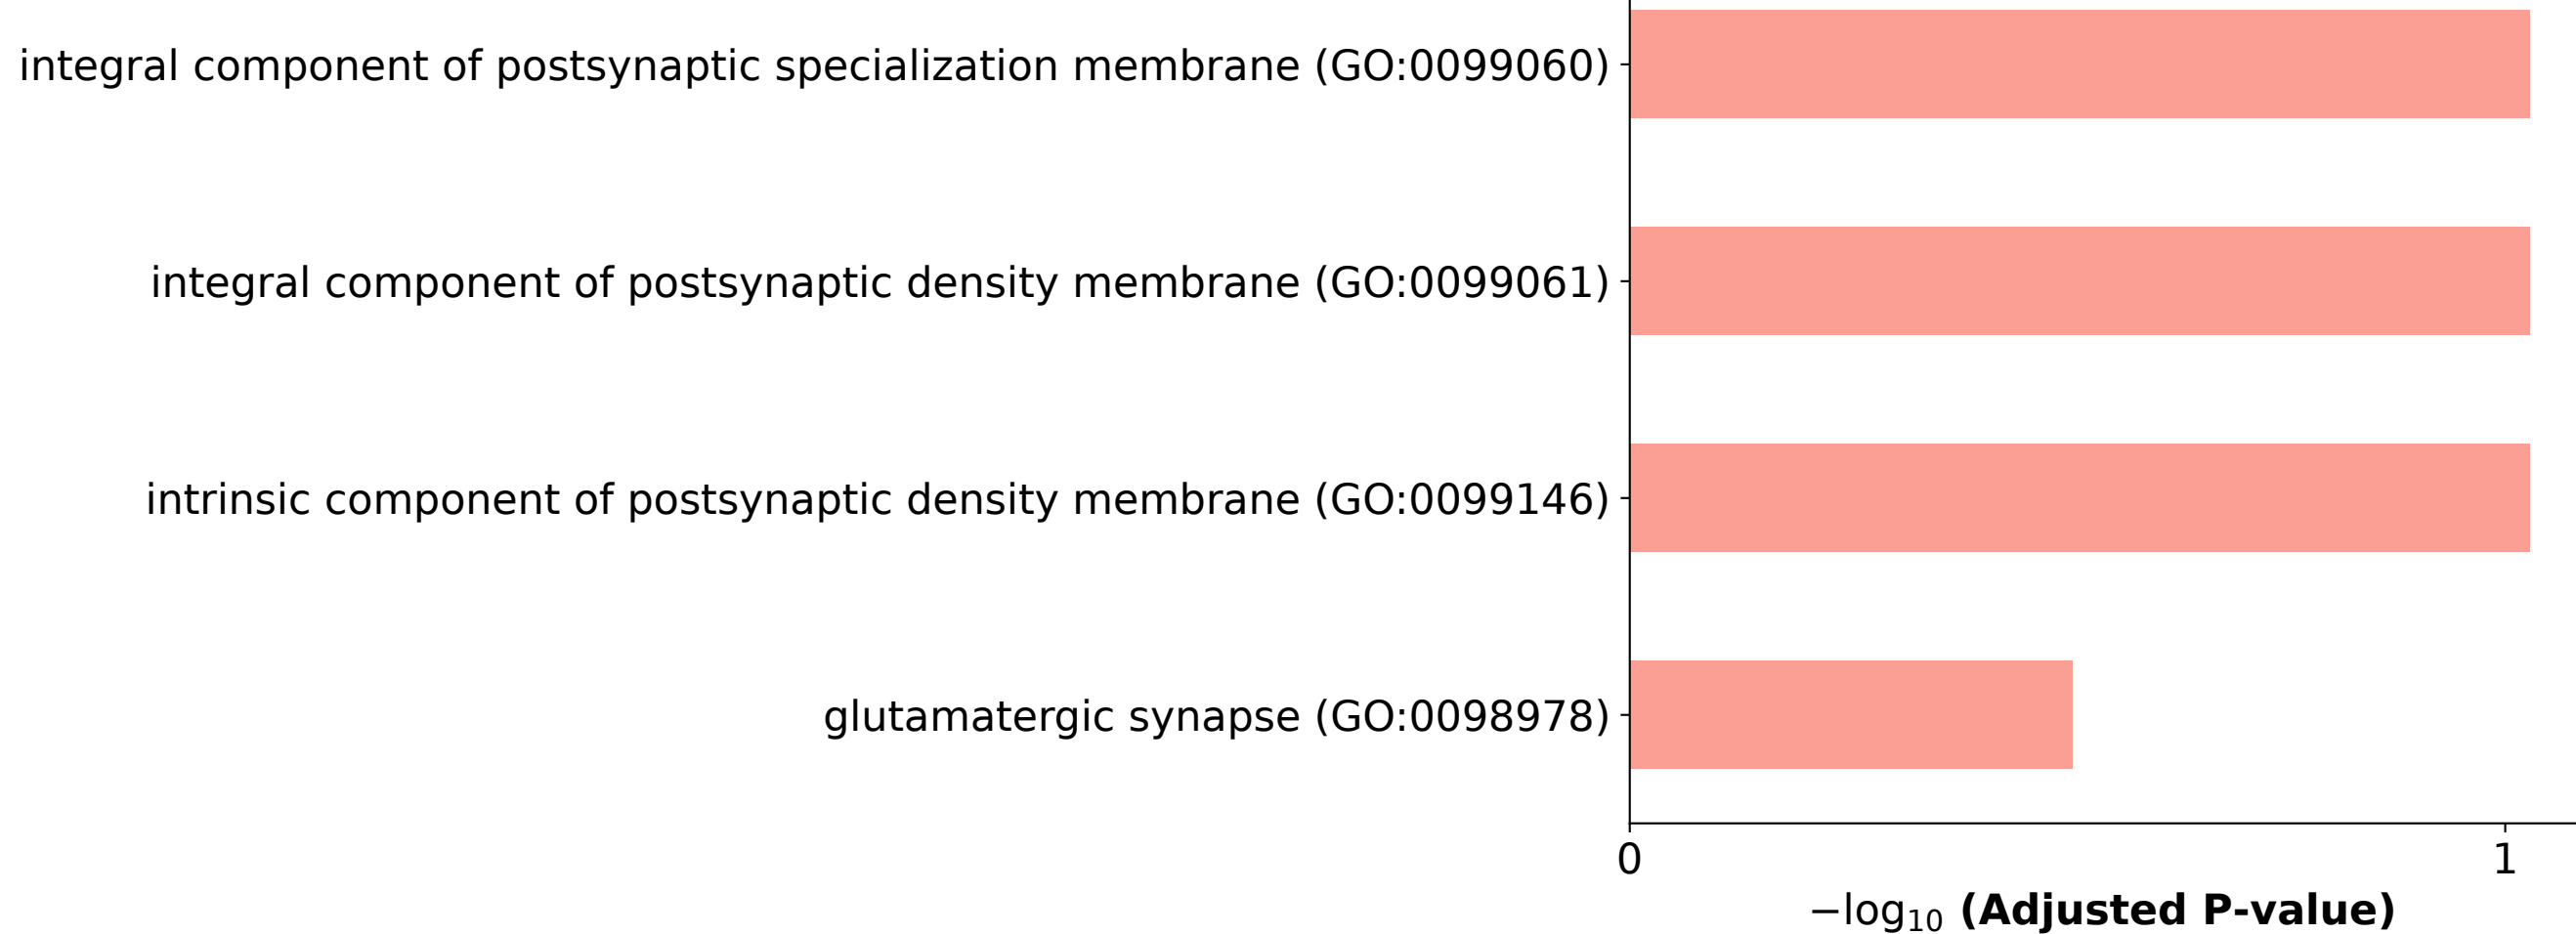 integral component of postsynaptic specialization membrane (GO:0099060)
integral component of postsynaptic density membrane (GO:0099061)
intrinsic component of postsynaptic density membrane (GO:0099146)
glutamatergic synapse (GO:0098978)
0 1
−log₁₀ (Adjusted P-value)